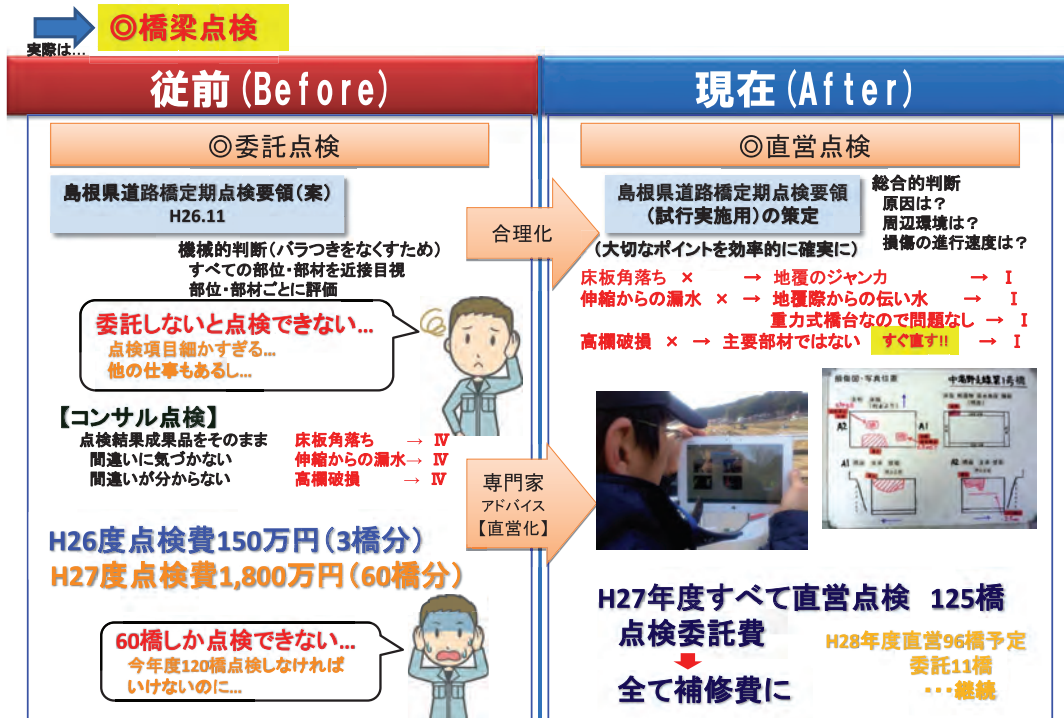 実際は…
◎橋梁点検
従前(Before)
◎委託点検
島根県道路橋定期点検要領(案)
H26.11
機械的判断(バラつきをなくすため)
すべての部位・部材を近接目視
部位・部材ごとに評価
委託しないと点検できない…
点検項目細かすぎる…
他の仕事もあるし…
【コンサル点検】
点検結果成果品をそのまま
間違いに気づかない
間違いが分からない
床板角落ち → Ⅳ
伸縮からの漏水→ Ⅳ
高欄破損 → Ⅳ
H26度点検費150万円(3橋分)
H27度点検費1,800万円(60橋分)
60橋しか点検できない…
今年度120橋点検しなければ
いけないのに…
合理化
専門家
アドバイス
【直営化】
現在(After)
◎直営点検
島根県道路橋定期点検要領
(試行実施用)の策定
総合的判断
原因は?
周辺環境は?
損傷の進行速度は?
(大切なポイントを効率的に確実に)
床板角落ち × → 地覆のジャンカ → Ⅰ
伸縮からの漏水 × → 地覆際からの伝い水 → Ⅰ
重力式橋台なので問題なし → Ⅰ
高欄破損 × → 主要部材ではない すぐ直す!! → Ⅰ
損傷図・写真位置
A2
A1
A1
A2
H27年度すべて直営点検 125橋
点検委託費
全て補修費に
H28年度直営96橋予定
委託11橋
・・・継続